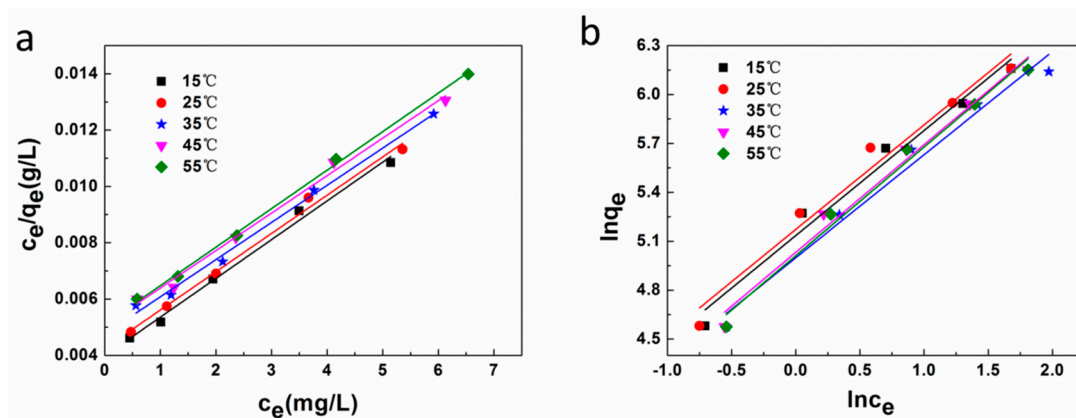 a
0.014
0.012
0.010
0.008
0.006
0.004
cₑ/qₑ(g/L)
15℃
25℃
35℃
45℃
55℃
0 1 2 3 4 5 6 7
cₑ(mg/L)
b
6.3
6.0
5.7
5.4
5.1
4.8
4.5
lnqₑ
15℃
25℃
35℃
45℃
55℃
-1.0 -0.5 0.0 0.5 1.0 1.5 2.0
lncₑ